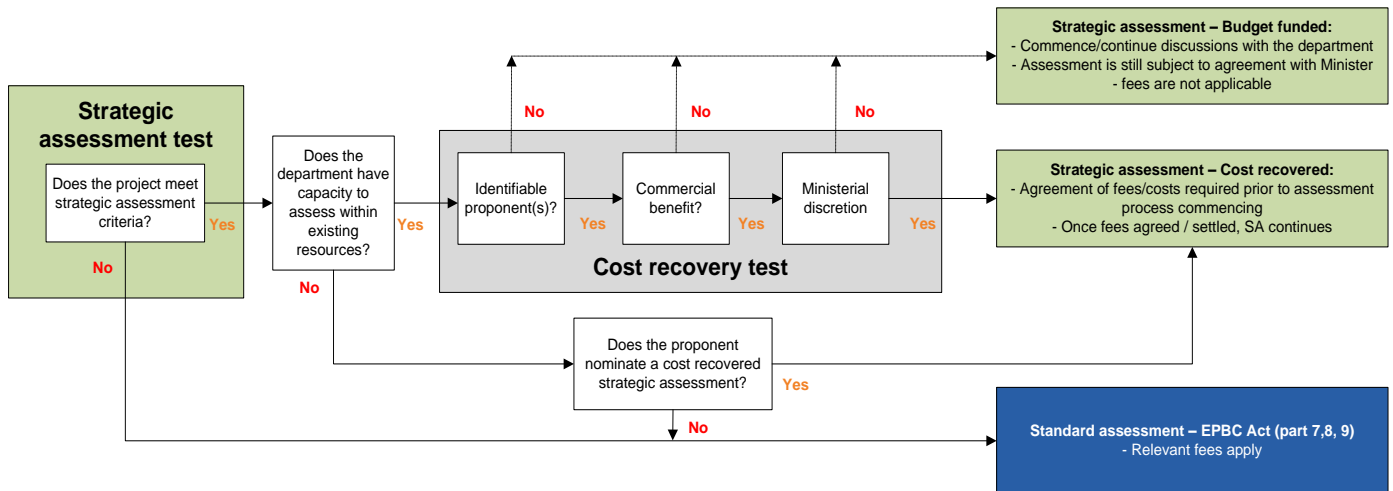 Strategic assessment – Budget funded:
- Commence/continue discussions with the department
- Assessment is still subject to agreement with Minister
- fees are not applicable
Strategic
assessment test
Does the project meet
strategic assessment
criteria?
Yes
No
Does the
department have
capacity to
assess within
existing
resources?
Yes
No
No
No
No
Identifiable
proponent(s)?
Yes
Commercial
benefit?
Yes
Ministerial
discretion
Yes
Cost recovery test
Strategic assessment – Cost recovered:
- Agreement of fees/costs required prior to assessment
process commencing
- Once fees agreed / settled, SA continues
Does the proponent
nominate a cost recovered
strategic assessment?
Yes
No
Standard assessment – EPBC Act (part 7,8, 9)
- Relevant fees apply